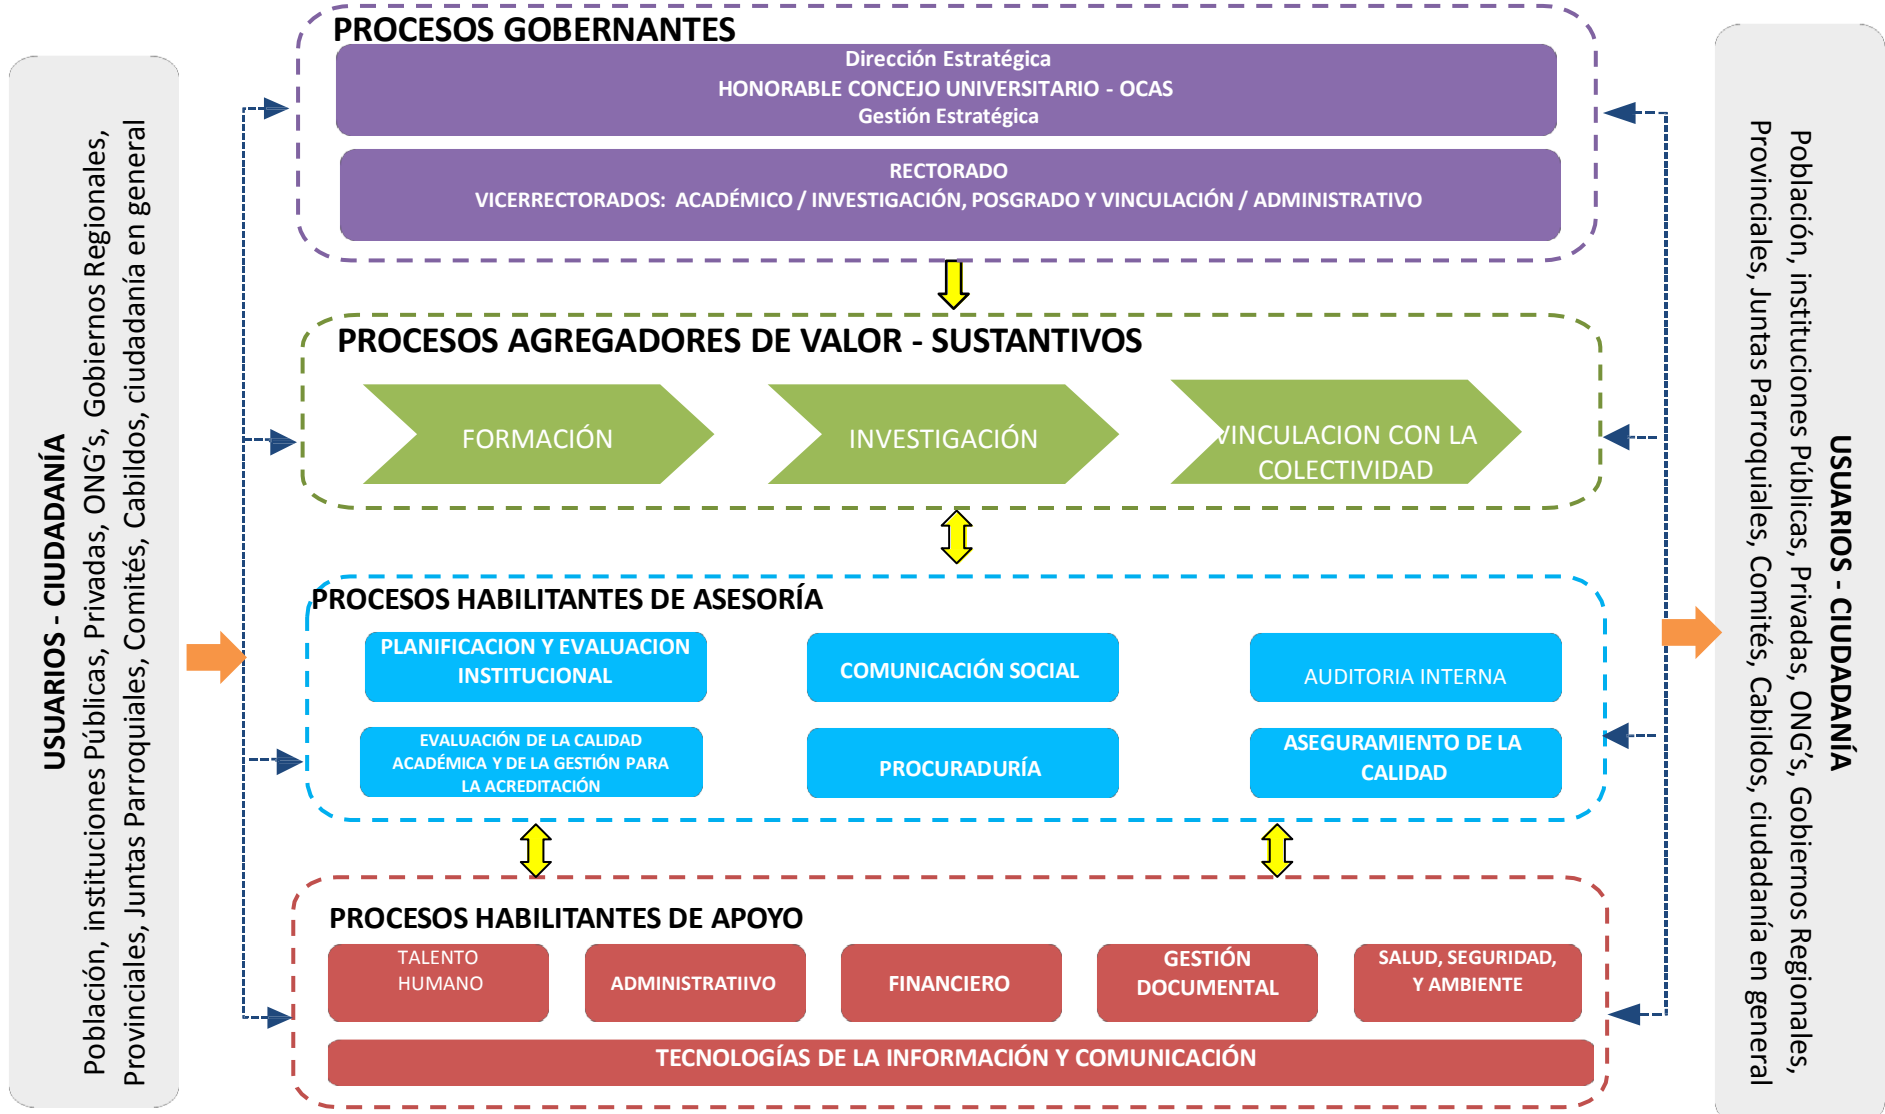 USUARIOS - CIUDADANÍA
Población, instituciones Públicas, Privadas, ONG's, Gobiernos Regionales,
Provinciales, Juntas Parroquiales, Comités, Cabildos, ciudadanía en general
PROCESOS GOBERNANTES
Dirección Estratégica
HONORABLE CONCEJO UNIVERSITARIO - OCAS
Gestión Estratégica
RECTORADO
VICERRECTORADOS: ACADÉMICO / INVESTIGACIÓN, POSGRADO Y VINCULACIÓN / ADMINISTRATIVO
PROCESOS AGREGADORES DE VALOR - SUSTANTIVOS
FORMACIÓN
INVESTIGACIÓN
VINCULACION CON LA
COLECTIVIDAD
PROCESOS HABILITANTES DE ASESORÍA
PLANIFICACION Y EVALUACION
INSTITUCIONAL
COMUNICACIÓN SOCIAL
AUDITORIA INTERNA
EVALUACIÓN DE LA CALIDAD
ACADÉMICA Y DE LA GESTIÓN PARA
LA ACREDITACIÓN
PROCURADURÍA
ASEGURAMIENTO DE LA
CALIDAD
PROCESOS HABILITANTES DE APOYO
TALENTO
HUMANO
ADMINISTRATIIVO
FINANCIERO
GESTIÓN
DOCUMENTAL
SALUD, SEGURIDAD,
Y AMBIENTE
TECNOLOGÍAS DE LA INFORMACIÓN Y COMUNICACIÓN
USUARIOS - CIUDADANÍA
Población, instituciones Públicas, Privadas, ONG's, Gobiernos Regionales,
Provinciales, Juntas Parroquiales, Comités, Cabildos, ciudadanía en general